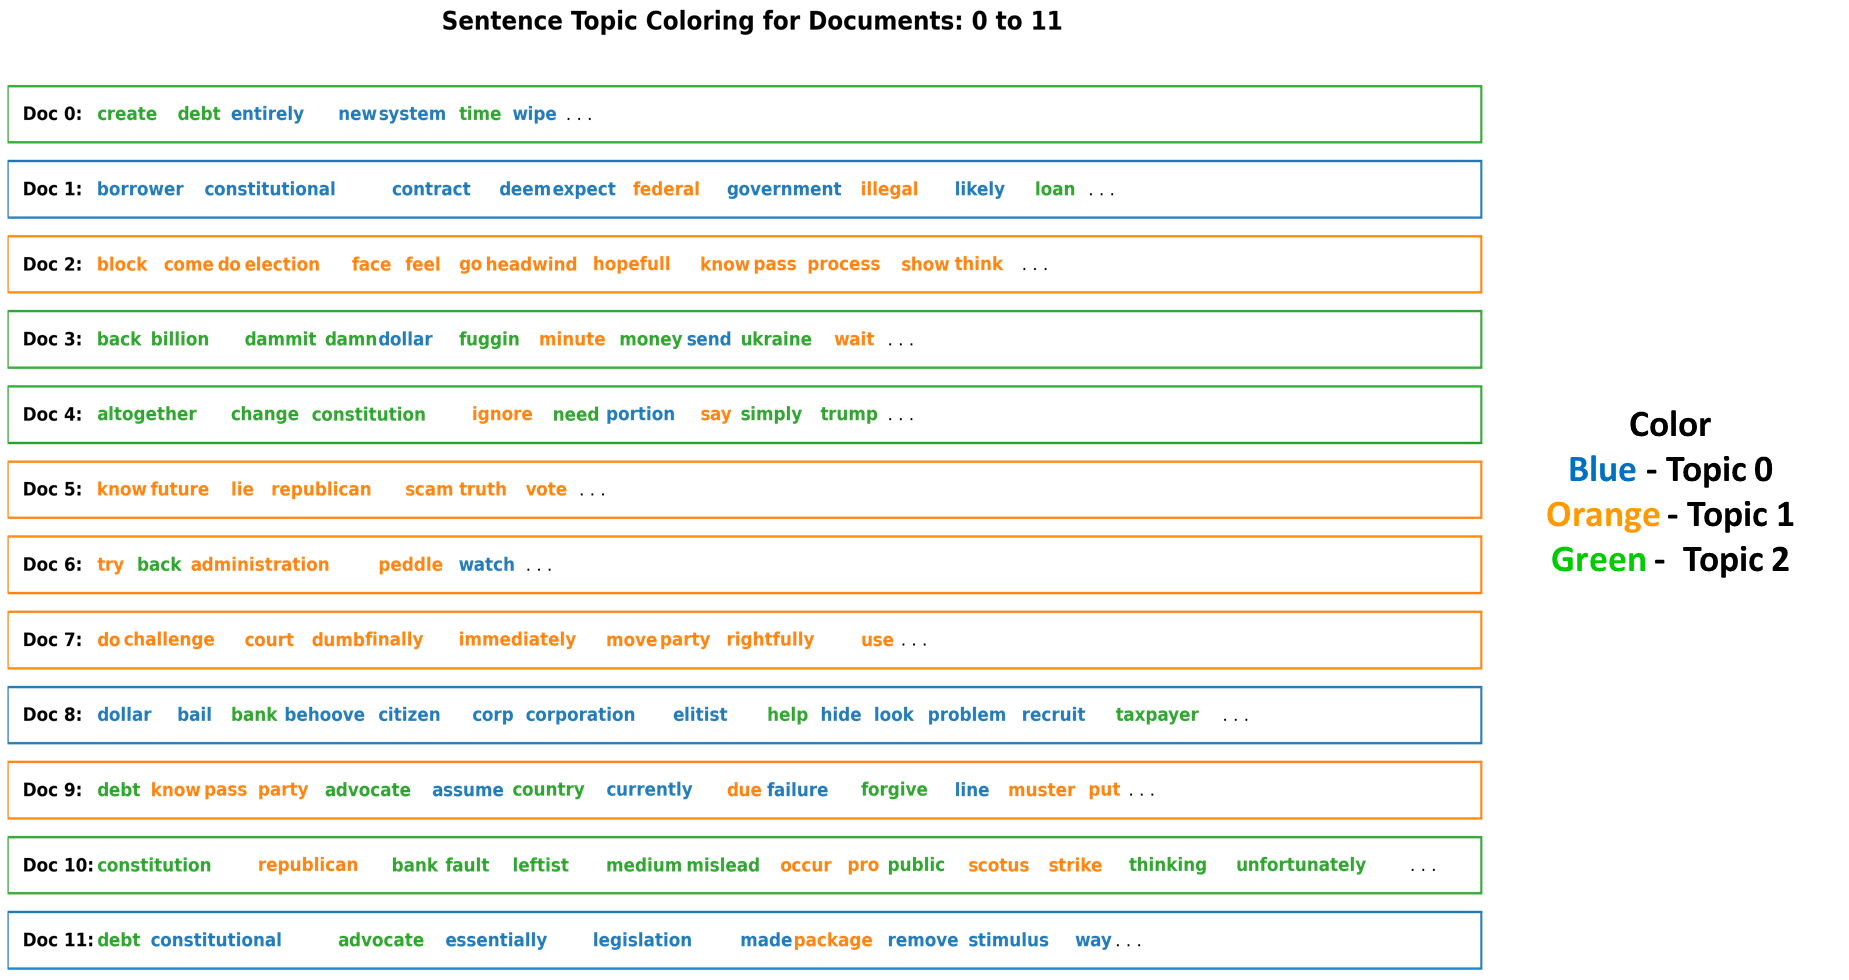 Sentence Topic Coloring for Documents: 0 to 11
Doc 0: create debt entirely new system time wipe ...
Doc 1: borrower constitutional contract deem expect federal government illegal likely loan ...
Doc 2: block come do election face feel go headwind hopefull know pass process show think ...
Doc 3: back billion dammit damn dollar fuggin minute money send ukraine wait ...
Doc 4: altogether change constitution ignore need portion say simply trump ...
Doc 5: know future lie republican scam truth vote ...
Doc 6: try back administration peddle watch ...
Doc 7: do challenge court dumb finally immediately move party rightfully use ...
Doc 8: dollar bail bank behoove citizen corp corporation elitist help hide look problem recruit taxpayer ...
Doc 9: debt know pass party advocate assume country currently due failure forgive line muster put ...
Doc 10: constitution republican bank fault leftist medium mislead occur pro public scotus strike thinking unfortunately ...
Doc 11: debt constitutional advocate essentially legislation made package remove stimulus way ...
Color
Blue - Topic 0
Orange - Topic 1
Green - Topic 2